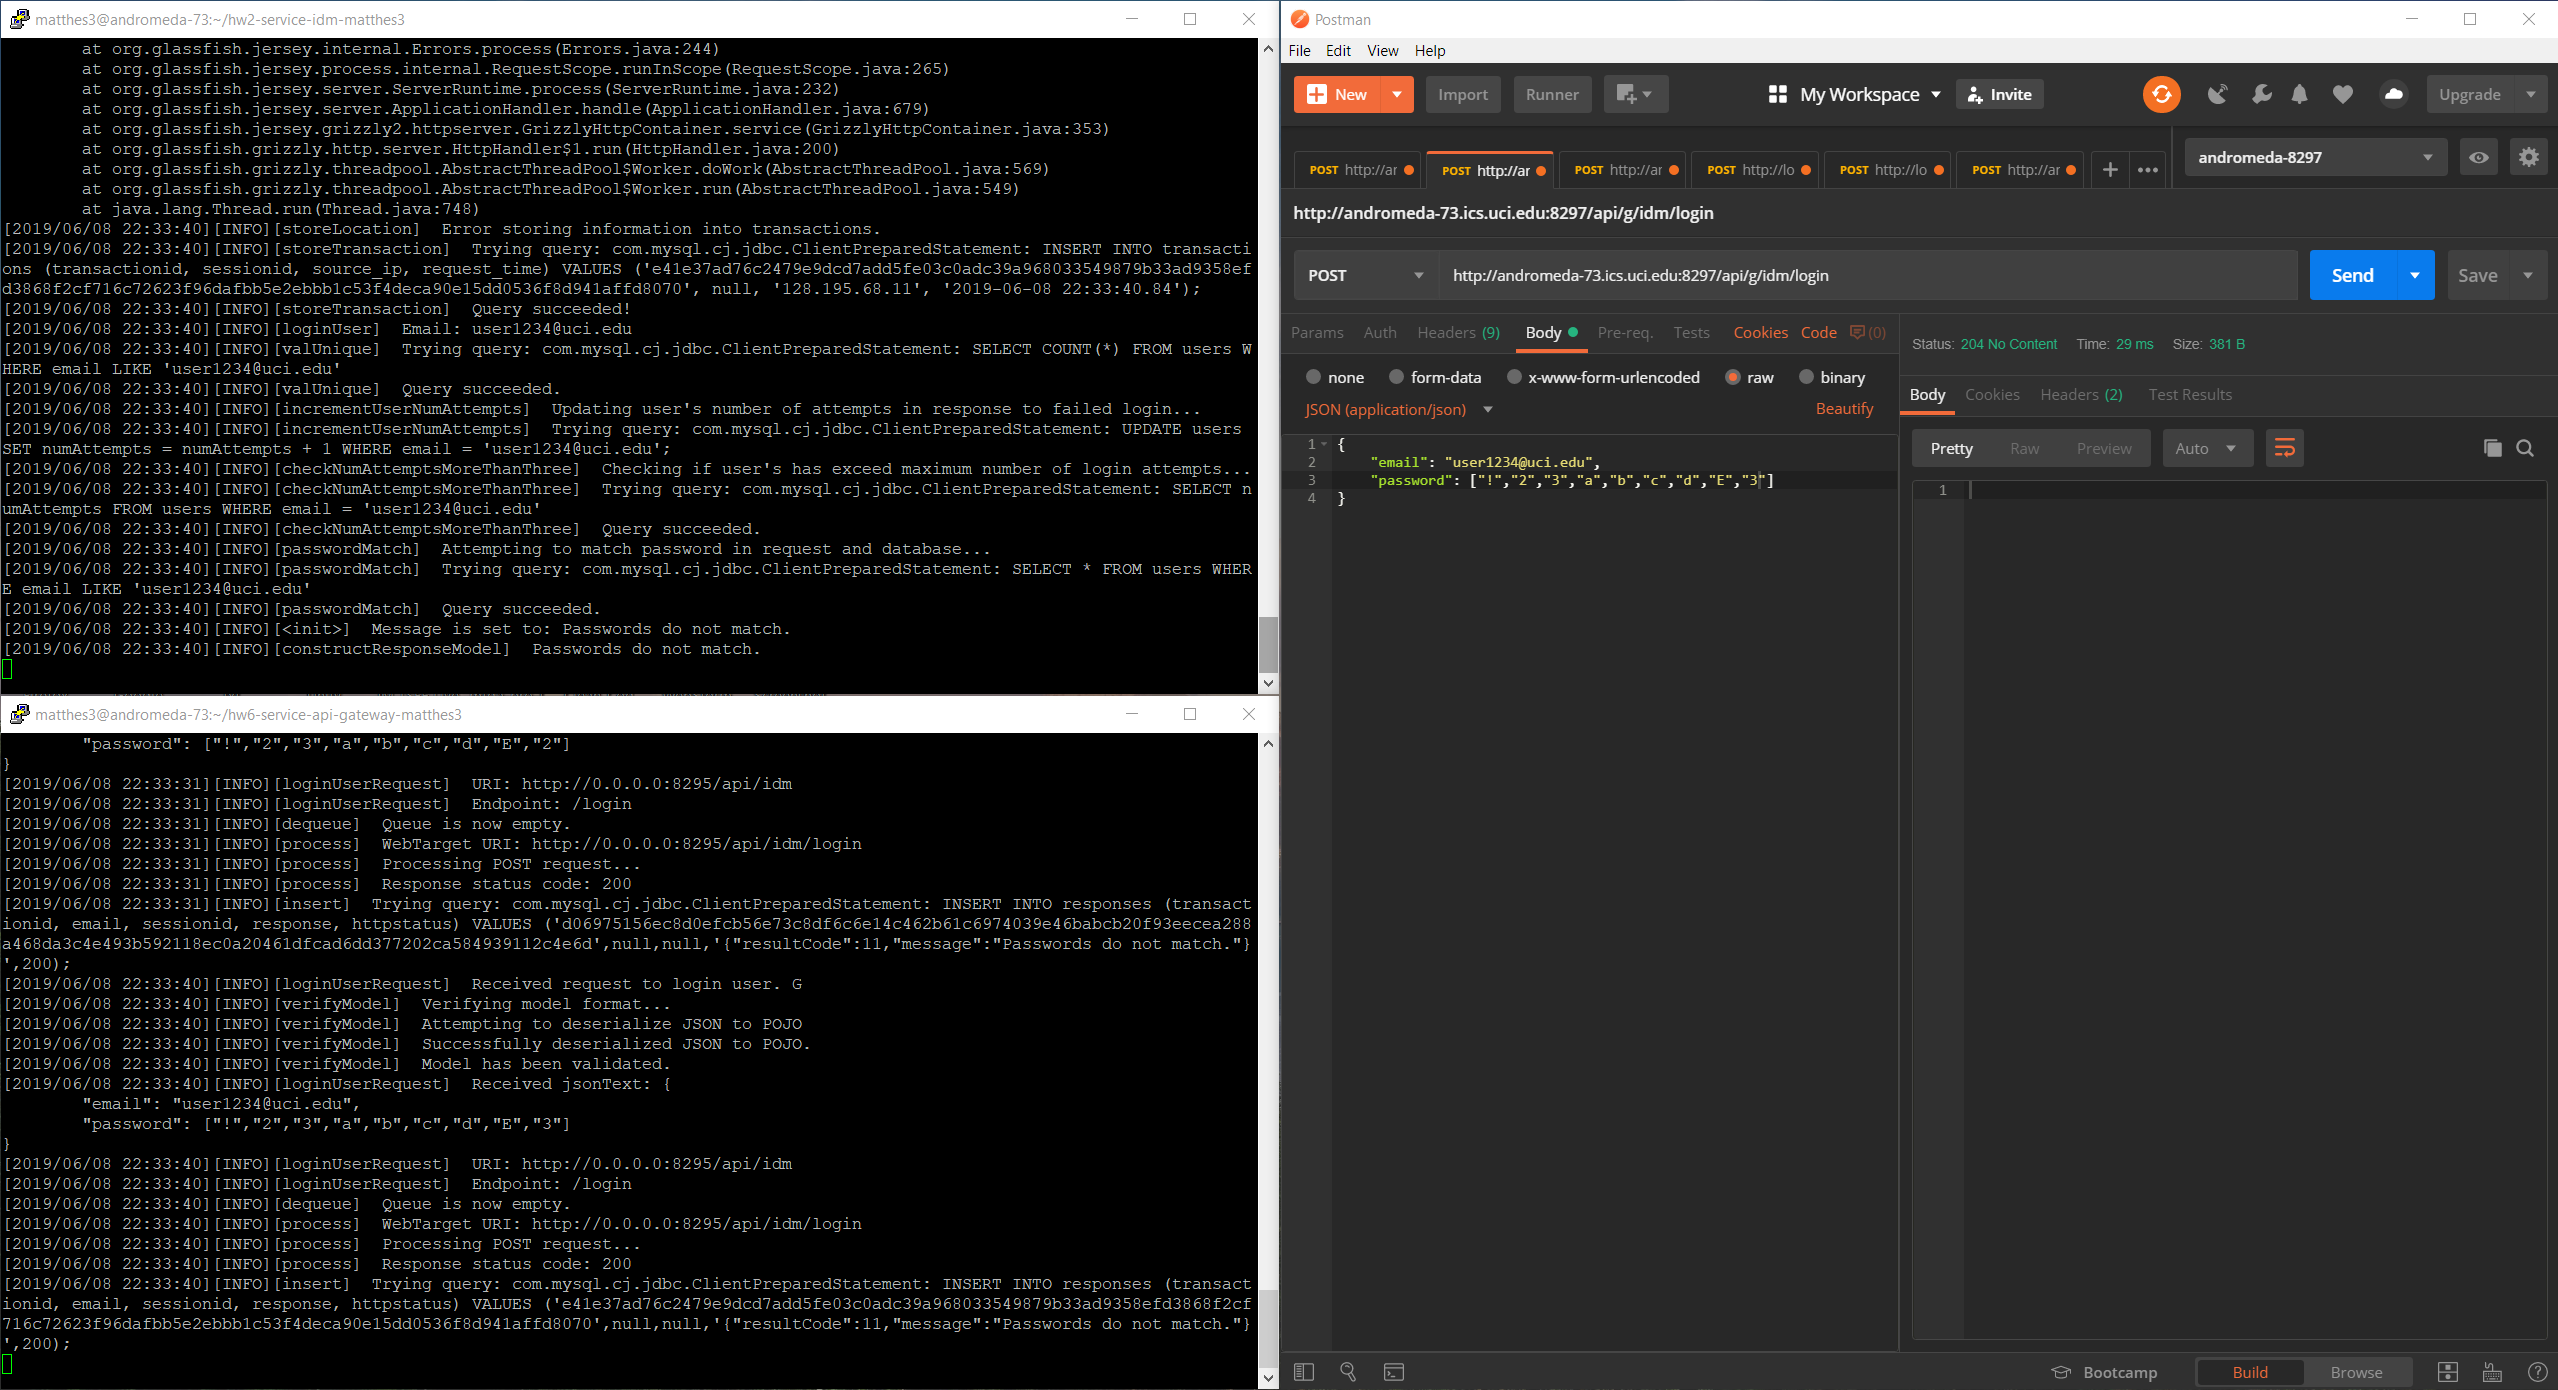 matthes3@andromeda-73:~/hw2-service-idm-matthes3
at org.glassfish.jersey.internal.Errors.process(Errors.java:244)
at org.glassfish.jersey.process.internal.RequestScope.runInScope(RequestScope.java:265)
at org.glassfish.jersey.server.ServerRuntime.process(ServerRuntime.java:232)
at org.glassfish.jersey.server.ApplicationHandler.handle(ApplicationHandler.java:679)
at org.glassfish.jersey.grizzly2.httpserver.GrizzlyHttpContainer.service(GrizzlyHttpContainer.java:353)
at org.glassfish.grizzly.http.server.HttpHandler$1.run(HttpHandler.java:200)
at org.glassfish.grizzly.threadpool.AbstractThreadPool$Worker.doWork(AbstractThreadPool.java:569)
at org.glassfish.grizzly.threadpool.AbstractThreadPool$Worker.run(AbstractThreadPool.java:549)
at java.lang.Thread.run(Thread.java:748)
[2019/06/08 22:33:40][INFO][storeLocation]  Error storing information into transactions.
[2019/06/08 22:33:40][INFO][storeTransaction]  Trying query: com.mysql.cj.jdbc.ClientPreparedStatement: INSERT INTO transacti
ons (transactionid, sessionid, source_ip, request_time) VALUES ('e41e37ad76c2479e9dcd7add5fe03c0adc39a968033549879b33ad9358ef
d3868f2cf716c72623f96dafbb5e2ebbb1c53f4deca90e15dd0536f8d941affd8070', null, '128.195.68.11', '2019-06-08 22:33:40.84');
[2019/06/08 22:33:40][INFO][storeTransaction]  Query succeeded!
[2019/06/08 22:33:40][INFO][loginUser]  Email: user1234@uci.edu
[2019/06/08 22:33:40][INFO][valUnique]  Trying query: com.mysql.cj.jdbc.ClientPreparedStatement: SELECT COUNT(*) FROM users W
HERE email LIKE 'user1234@uci.edu'
[2019/06/08 22:33:40][INFO][valUnique]  Query succeeded.
[2019/06/08 22:33:40][INFO][incrementUserNumAttempts]  Updating user's number of attempts in response to failed login...
[2019/06/08 22:33:40][INFO][incrementUserNumAttempts]  Trying query: com.mysql.cj.jdbc.ClientPreparedStatement: UPDATE users
SET numAttempts = numAttempts + 1 WHERE email = 'user1234@uci.edu';
[2019/06/08 22:33:40][INFO][checkNumAttemptsMoreThanThree]  Checking if user's has exceed maximum number of login attempts...
[2019/06/08 22:33:40][INFO][checkNumAttemptsMoreThanThree]  Trying query: com.mysql.cj.jdbc.ClientPreparedStatement: SELECT n
umAttempts FROM users WHERE email = 'user1234@uci.edu'
[2019/06/08 22:33:40][INFO][checkNumAttemptsMoreThanThree]  Query succeeded.
[2019/06/08 22:33:40][INFO][passwordMatch]  Attempting to match password in request and database...
[2019/06/08 22:33:40][INFO][passwordMatch]  Trying query: com.mysql.cj.jdbc.ClientPreparedStatement: SELECT * FROM users WHER
E email LIKE 'user1234@uci.edu'
[2019/06/08 22:33:40][INFO][passwordMatch]  Query succeeded.
[2019/06/08 22:33:40][INFO][<init>]  Message is set to: Passwords do not match.
[2019/06/08 22:33:40][INFO][constructResponseModel]  Passwords do not match.
matthes3@andromeda-73:~/hw6-service-api-gateway-matthes3
"password": ["!","2","3","a","b","c","d","E","2"]
}
[2019/06/08 22:33:31][INFO][loginUserRequest]  URI: http://0.0.0.0:8295/api/idm
[2019/06/08 22:33:31][INFO][loginUserRequest]  Endpoint: /login
[2019/06/08 22:33:31][INFO][dequeue]  Queue is now empty.
[2019/06/08 22:33:31][INFO][process]  WebTarget URI: http://0.0.0.0:8295/api/idm/login
[2019/06/08 22:33:31][INFO][process]  Processing POST request...
[2019/06/08 22:33:31][INFO][process]  Response status code: 200
[2019/06/08 22:33:31][INFO][insert]  Trying query: com.mysql.cj.jdbc.ClientPreparedStatement: INSERT INTO responses (transact
ionid, email, sessionid, response, httpstatus) VALUES ('d06975156ec8d0efcb56e73c8df6c6e14c462b61c6974039e46babcb20f93eecea288
a468da3c4e493b592118ec0a20461dfcad6dd377202ca584939112c4e6d',null,null,'{"resultCode":11,"message":"Passwords do not match."}
',200);
[2019/06/08 22:33:40][INFO][loginUserRequest]  Received request to login user. G
[2019/06/08 22:33:40][INFO][verifyModel]  Verifying model format...
[2019/06/08 22:33:40][INFO][verifyModel]  Attempting to deserialize JSON to POJO
[2019/06/08 22:33:40][INFO][verifyModel]  Successfully deserialized JSON to POJO.
[2019/06/08 22:33:40][INFO][verifyModel]  Model has been validated.
[2019/06/08 22:33:40][INFO][loginUserRequest]  Received jsonText: {
"email": "user1234@uci.edu",
"password": ["!","2","3","a","b","c","d","E","3"]
}
[2019/06/08 22:33:40][INFO][loginUserRequest]  URI: http://0.0.0.0:8295/api/idm
[2019/06/08 22:33:40][INFO][loginUserRequest]  Endpoint: /login
[2019/06/08 22:33:40][INFO][dequeue]  Queue is now empty.
[2019/06/08 22:33:40][INFO][process]  WebTarget URI: http://0.0.0.0:8295/api/idm/login
[2019/06/08 22:33:40][INFO][process]  Processing POST request...
[2019/06/08 22:33:40][INFO][process]  Response status code: 200
[2019/06/08 22:33:40][INFO][insert]  Trying query: com.mysql.cj.jdbc.ClientPreparedStatement: INSERT INTO responses (transact
ionid, email, sessionid, response, httpstatus) VALUES ('e41e37ad76c2479e9dcd7add5fe03c0adc39a968033549879b33ad9358efd3868f2cf
716c72623f96dafbb5e2ebbb1c53f4deca90e15dd0536f8d941affd8070',null,null,'{"resultCode":11,"message":"Passwords do not match."}
',200);
Postman
File Edit View Help
New Import Runner My Workspace Invite Upgrade
POST http://ar POST http://ar POST http://ar POST http://lo POST http://lo POST http://ar andromeda-8297
http://andromeda-73.ics.uci.edu:8297/api/g/idm/login
POST http://andromeda-73.ics.uci.edu:8297/api/g/idm/login Send Save
Params Auth Headers (9) Body Pre-req. Tests Cookies Code (0)
none form-data x-www-form-urlencoded raw binary
JSON (application/json) Beautify
1 {
2 "email": "user1234@uci.edu",
3 "password": ["!","2","3","a","b","c","d","E","3"]
4 }
Status: 204 No Content Time: 29 ms Size: 381 B
Body Cookies Headers (2) Test Results
Pretty Raw Preview Auto
1
Bootcamp Build Browse